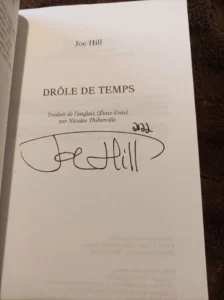 Joe Hill
DRÔLE DE TEMPS
Traduit de l'anglais (États-Unis)
par Nicolas Thiberville
2022
Joe Hill